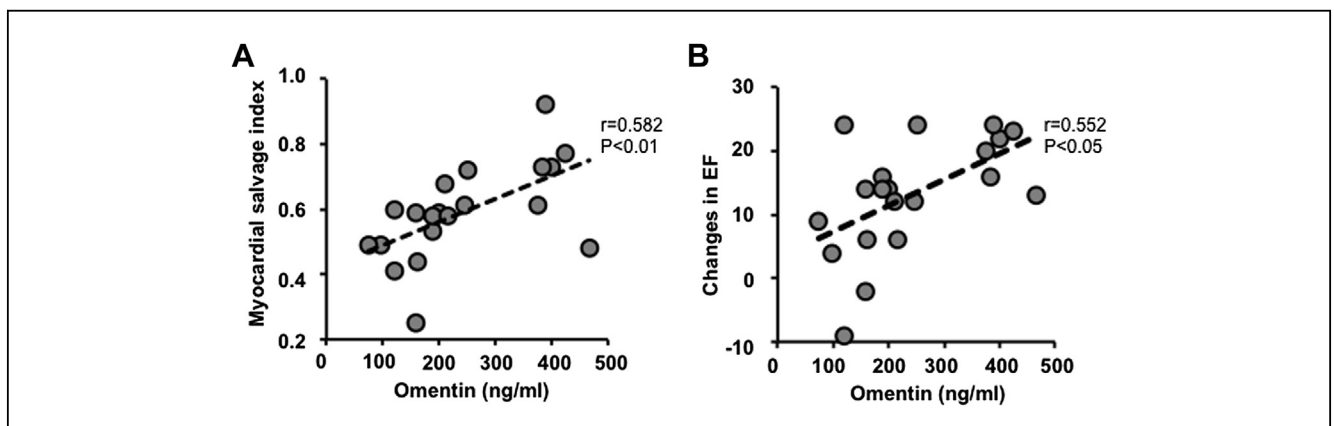 A
Myocardial salvage index
1.0
0.8
0.6
0.4
0.2
0 100 200 300 400 500
Omentin (ng/ml)
r=0.582
P<0.01
B
Changes in EF
30
20
10
0
-10
0 100 200 300 400 500
Omentin (ng/ml)
r=0.552
P<0.05